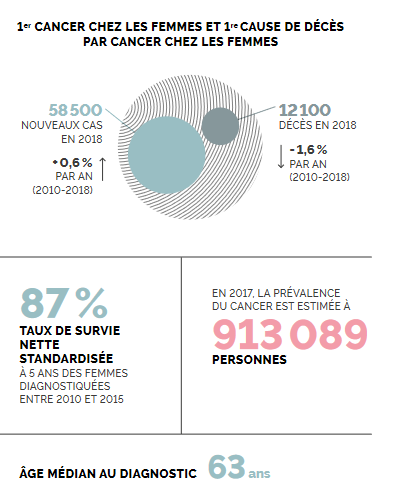 1er CANCER CHEZ LES FEMMES ET 1re CAUSE DE DÉCÈS
PAR CANCER CHEZ LES FEMMES
58 500
NOUVEAUX CAS
EN 2018
+0,6 %
PAR AN
(2010-2018)
12 100
DÉCÈS EN 2018
-1,6 %
PAR AN
(2010-2018)
87 %
TAUX DE SURVIE
NETTE
STANDARDISÉE
À 5 ANS DES FEMMES
DIAGNOSTIQUÉES
ENTRE 2010 ET 2015
EN 2017, LA PRÉVALENCE
DU CANCER EST ESTIMÉE À
913 089
PERSONNES
ÂGE MÉDIAN AU DIAGNOSTIC 63 ans